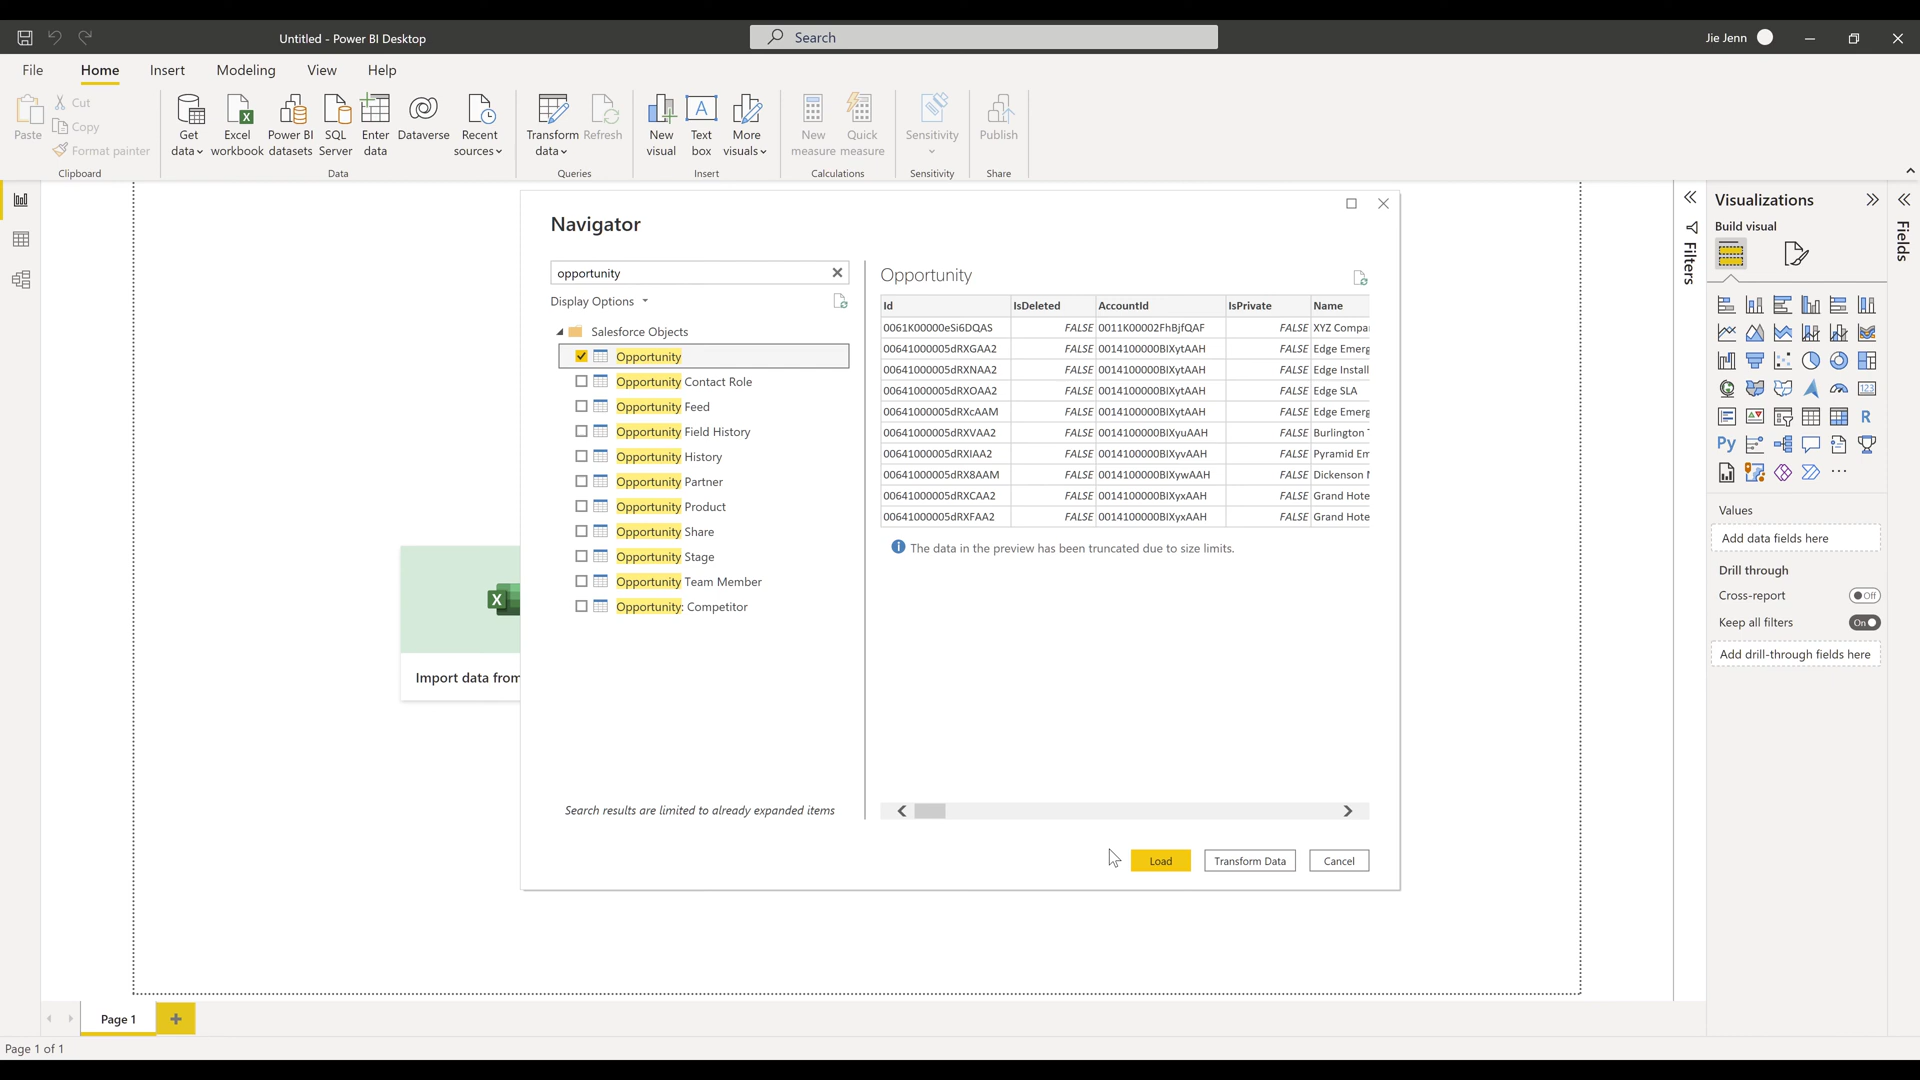 Untitled - Power BI Desktop
Search
Jie Jenn
File
Home
Insert
Modeling
View
Help
Paste
Cut
Copy
Format painter
Clipboard
Get data
Excel workbook
Power BI datasets
SQL Server
Enter data
Dataverse
Recent sources
Data
Transform data
Refresh
Queries
New visual
Text box
More visuals
Insert
New measure
Quick measure
Calculations
Sensitivity
Sensitivity
Publish
Share
Navigator
opportunity
Display Options
Salesforce Objects
Opportunity
Opportunity Contact Role
Opportunity Feed
Opportunity Field History
Opportunity History
Opportunity Partner
Opportunity Product
Opportunity Share
Opportunity Stage
Opportunity Team Member
Opportunity: Competitor
Search results are limited to already expanded items
Opportunity
Id IsDeleted AccountId IsPrivate Name
0061K00000eSi6DQAS FALSE 0011K00002FhBjfQAF FALSE XYZ Compa
00641000005dRXGAA2 FALSE 0014100000BIXytAAH FALSE Edge Emerg
00641000005dRXNAA2 FALSE 0014100000BIXytAAH FALSE Edge Install
00641000005dRXOAA2 FALSE 0014100000BIXytAAH FALSE Edge SLA
00641000005dRXcAAM FALSE 0014100000BIXytAAH FALSE Edge Emerg
00641000005dRXVAA2 FALSE 0014100000BIXyuAAH FALSE Burlington
00641000005dRXIAA2 FALSE 0014100000BIXyvAAH FALSE Pyramid Em
00641000005dRX8AAM FALSE 0014100000BIXywAAH FALSE Dickenson
00641000005dRXCAA2 FALSE 0014100000BIXyxAAH FALSE Grand Hote
00641000005dRXFAA2 FALSE 0014100000BIXyxAAH FALSE Grand Hote
The data in the preview has been truncated due to size limits.
Load
Transform Data
Cancel
Import data from
Filters
Visualizations
Build visual
123
R
Py
Values
Add data fields here
Drill through
Cross-report
Off
Keep all filters
On
Add drill-through fields here
Fields
Page 1
Page 1 of 1